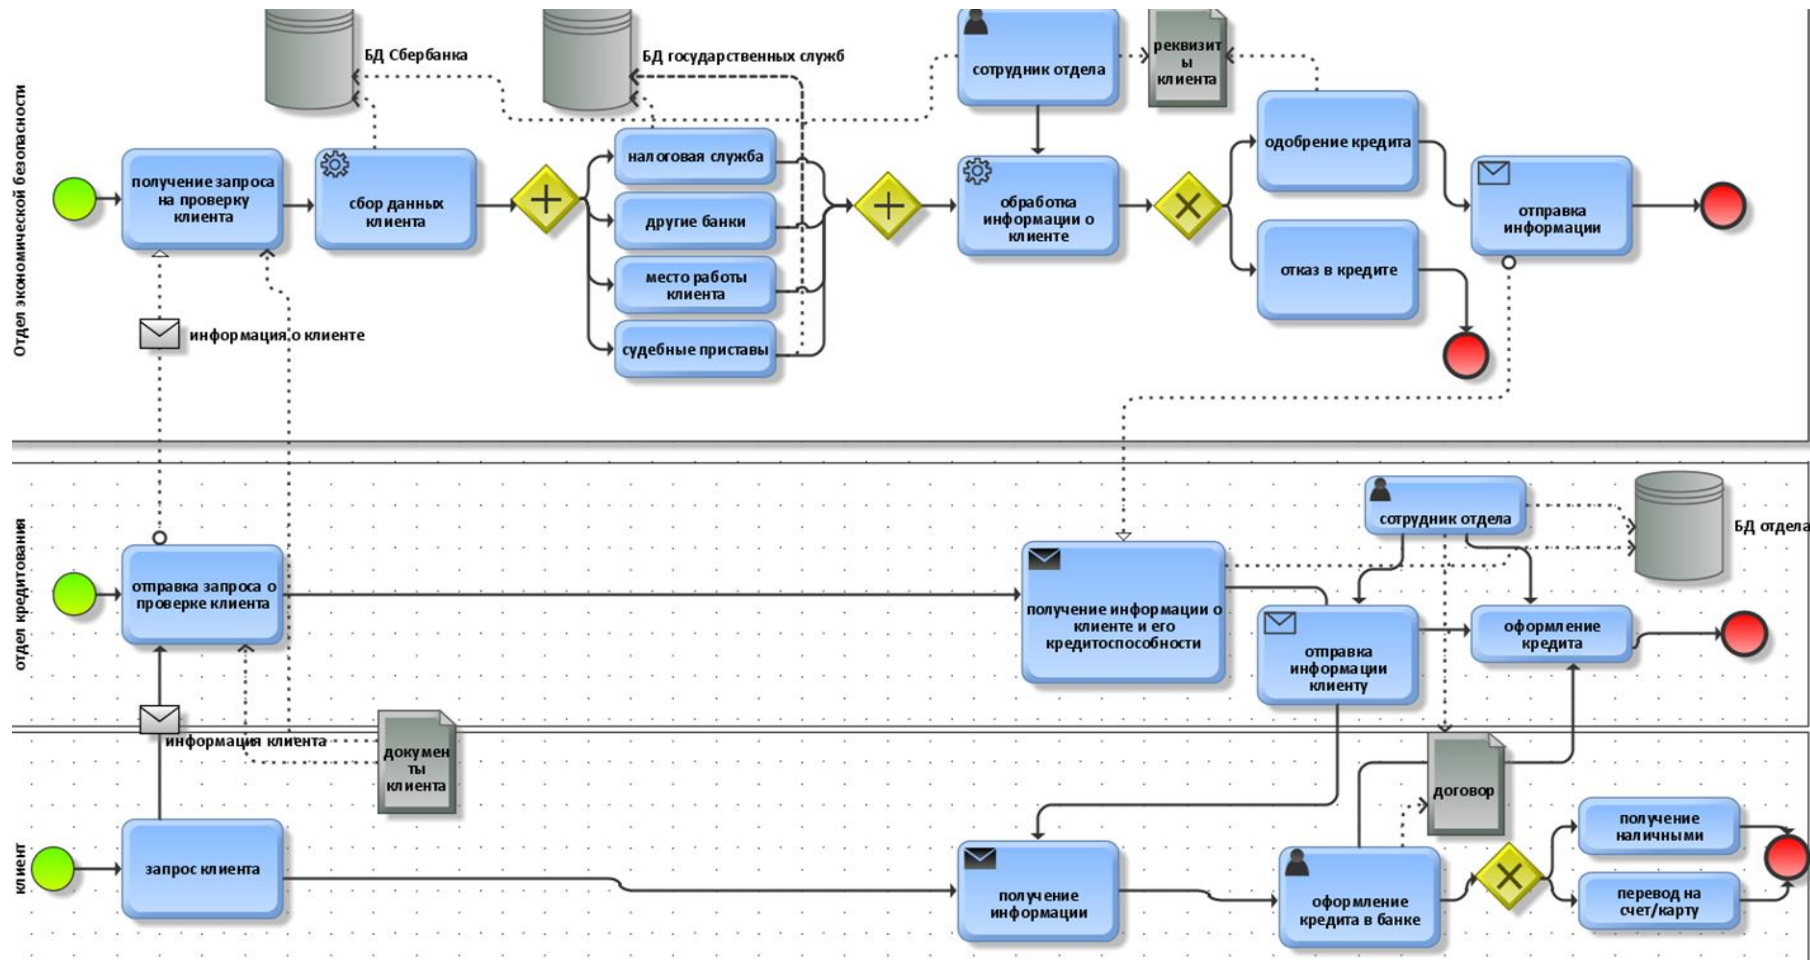 БД Сбербанка
БД государственных служб
сотрудник отдела
реквизит
ы
клиента
Отдел экономической безопасности
получение запроса
на проверку
клиента
сбор данных
клиента
налоговая служба
другие банки
место работы
клиента
судебные приставы
обработка
информации о
клиенте
одобрение кредита
отказ в кредите
отправка
информации
информация о клиенте
отдел кредитования
отправка запроса о
проверке клиента
получение информации о
клиенте и его
кредитоспособности
сотрудник отдела
БД отдела
отправка
информации
клиенту
оформление
кредита
информация клиента
докумен
ты
клиента
договор
клиент
запрос клиента
получение
информации
оформление
кредита в банке
получение
наличными
перевод на
счет/карту